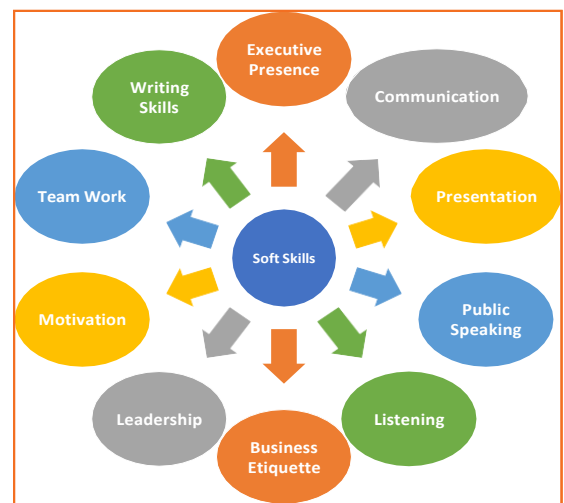 Executive
Presence
Communication
Presentation
Public
Speaking
Listening
Business
Etiquette
Leadership
Motivation
Team Work
Writing
Skills
Soft Skills